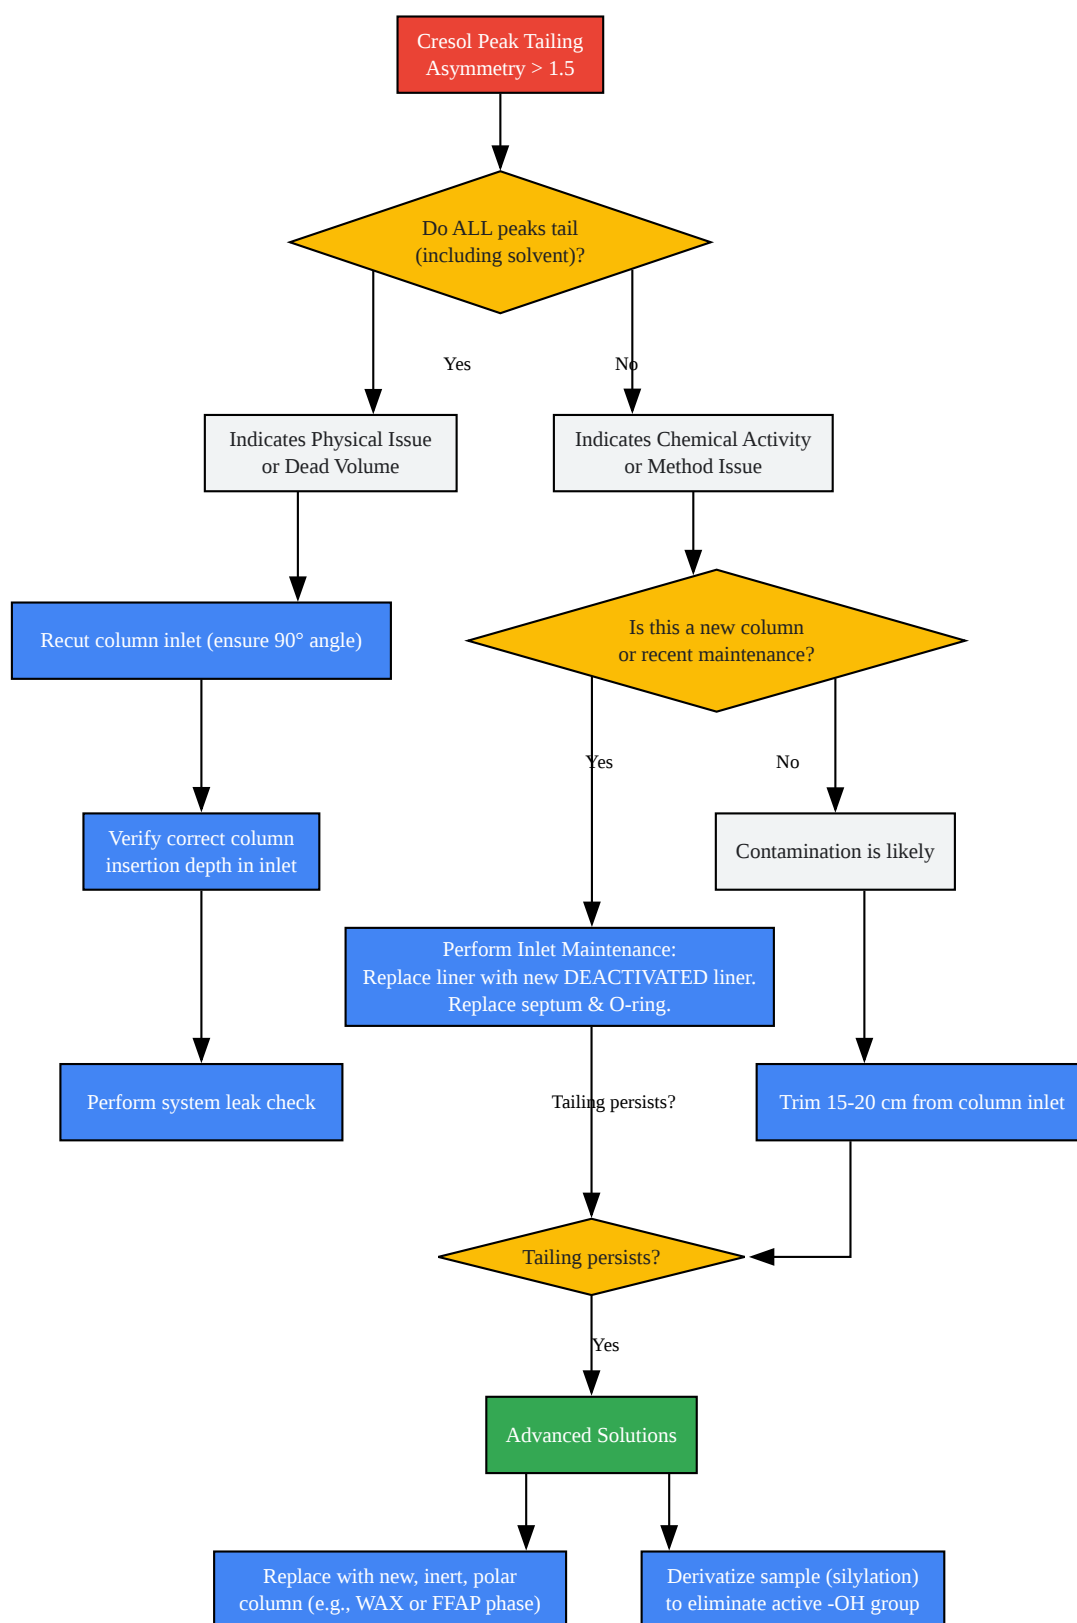 Cresol Peak Tailing
Asymmetry > 1.5
Do ALL peaks tail
(including solvent)?
Yes
No
Indicates Physical Issue
or Dead Volume
Indicates Chemical Activity
or Method Issue
Recut column inlet (ensure 90° angle)
Is this a new column
or recent maintenance?
Yes
No
Verify correct column
insertion depth in inlet
Contamination is likely
Perform Inlet Maintenance:
Replace liner with new DEACTIVATED liner.
Replace septum & O-ring.
Perform system leak check
Tailing persists?
Trim 15-20 cm from column inlet
Tailing persists?
Yes
Advanced Solutions
Replace with new, inert, polar
column (e.g., WAX or FFAP phase)
Derivatize sample (silylation)
to eliminate active -OH group